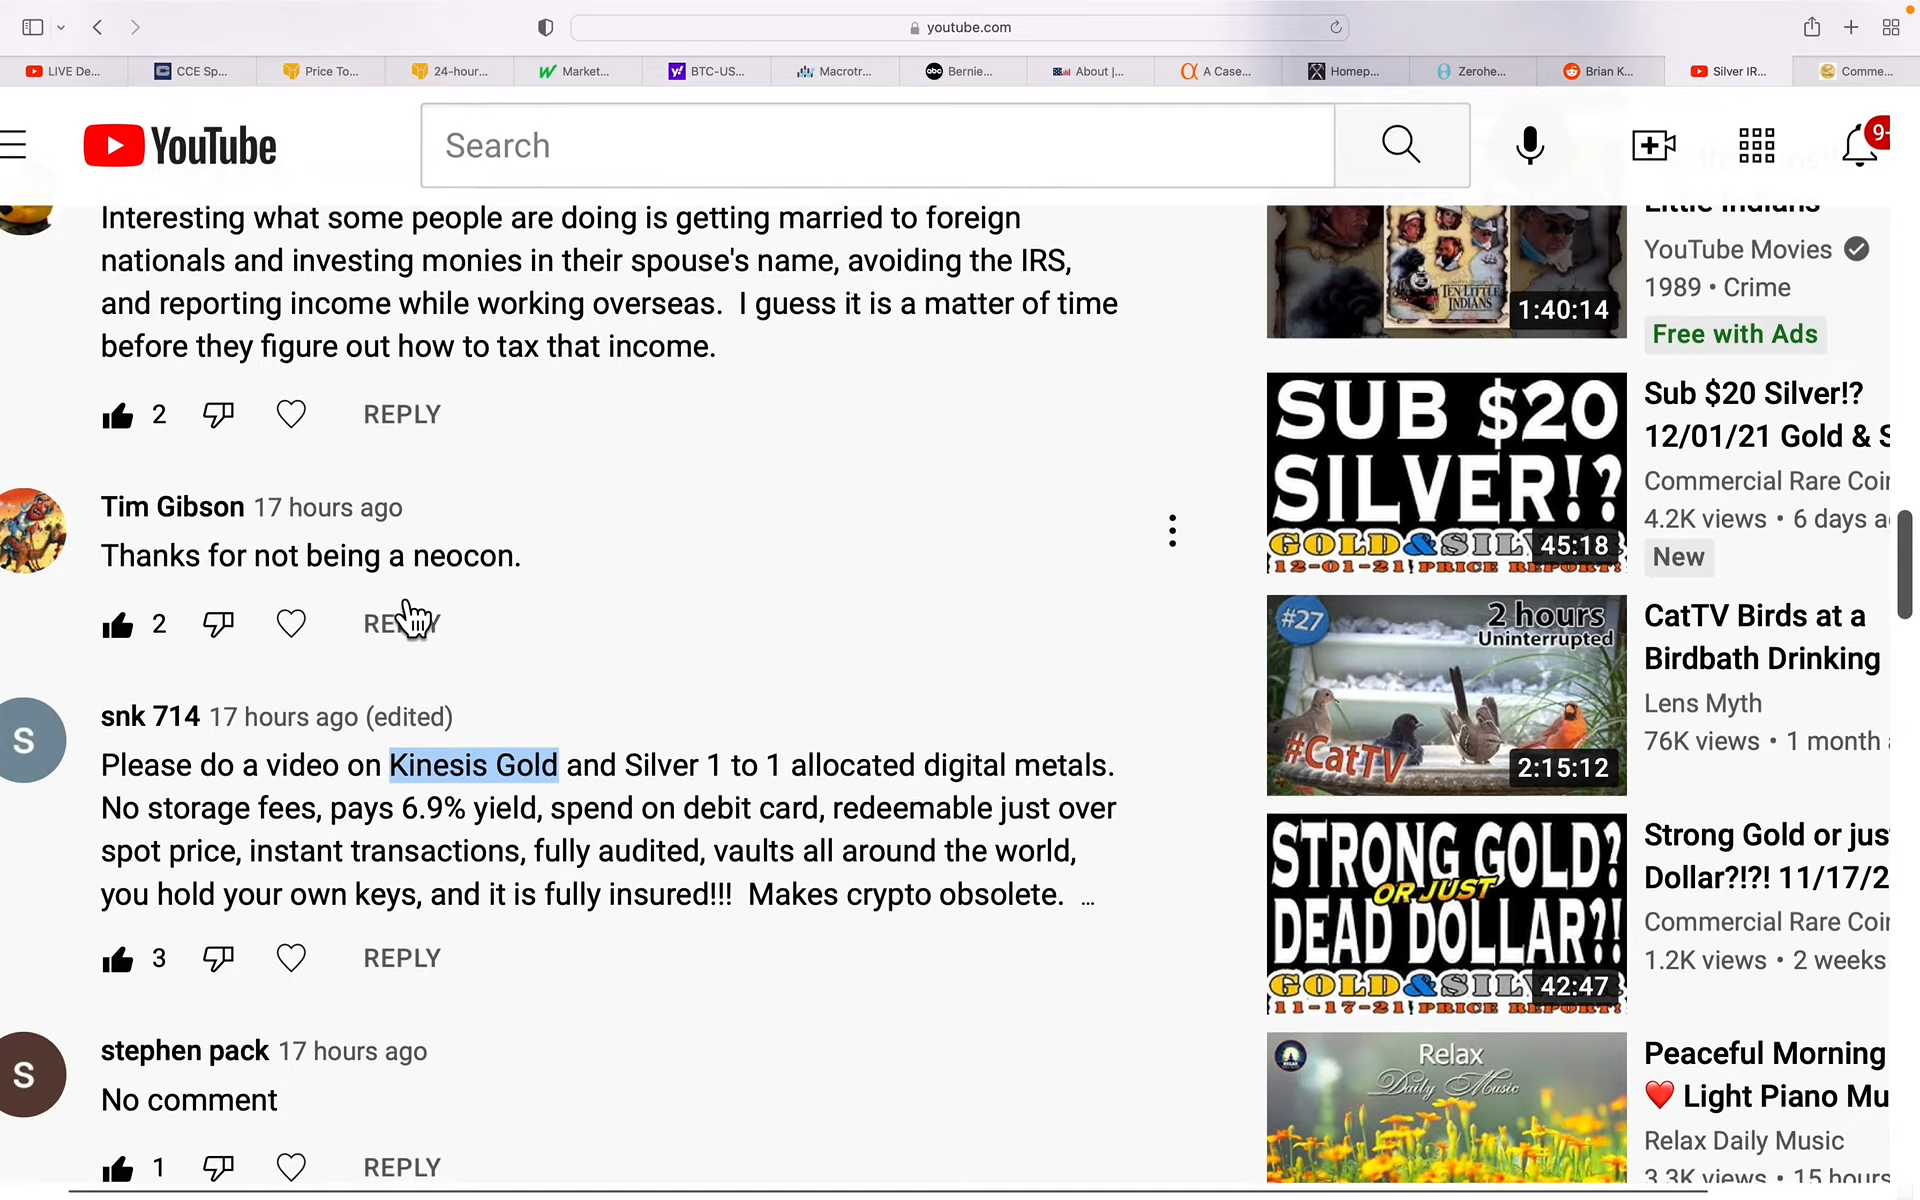 youtube.com
LIVE De...
CCE Sp...
Price To...
24-hour...
Market...
BTC-US...
Macrotr...
Bernie...
About |...
A Case...
Homep...
Zerohe...
Brian K...
Silver IR...
Comme...
YouTube
Search
9
Interesting what some people are doing is getting married to foreign
nationals and investing monies in their spouse's name, avoiding the IRS,
and reporting income while working overseas.  I guess it is a matter of time
before they figure out how to tax that income.
2
REPLY
Tim Gibson 17 hours ago
Thanks for not being a neocon.
2
REPLY
snk 714 17 hours ago (edited)
Please do a video on Kinesis Gold and Silver 1 to 1 allocated digital metals.
No storage fees, pays 6.9% yield, spend on debit card, redeemable just over
spot price, instant transactions, fully audited, vaults all around the world,
you hold your own keys, and it is fully insured!!!  Makes crypto obsolete.  ...
3
REPLY
stephen pack 17 hours ago
No comment
1
REPLY
TEN LITTLE
INDIANS
1:40:14
Little Indians
YouTube Movies
1989 • Crime
Free with Ads
SUB $20
SILVER!?
GOLD&SIL
45:18
12-01-21 PRICE REPORT!
Sub $20 Silver!?
12/01/21 Gold & S
Commercial Rare Coi
4.2K views • 6 days a
New
#27
2 hours
Uninterrupted
#CatTV
2:15:12
CatTV Birds at a
Birdbath Drinking
Lens Myth
76K views • 1 month
STRONG GOLD?
OR JUST
DEAD DOLLAR?!
GOLD&SIL
42:47
11-17-21 PRICE REPORT!
Strong Gold or jus
Dollar?!?! 11/17/2
Commercial Rare Coi
1.2K views • 2 weeks
Relax
Daily Music
Peaceful Morning
Light Piano Mu
Relax Daily Music
3.3K views • 15 hours